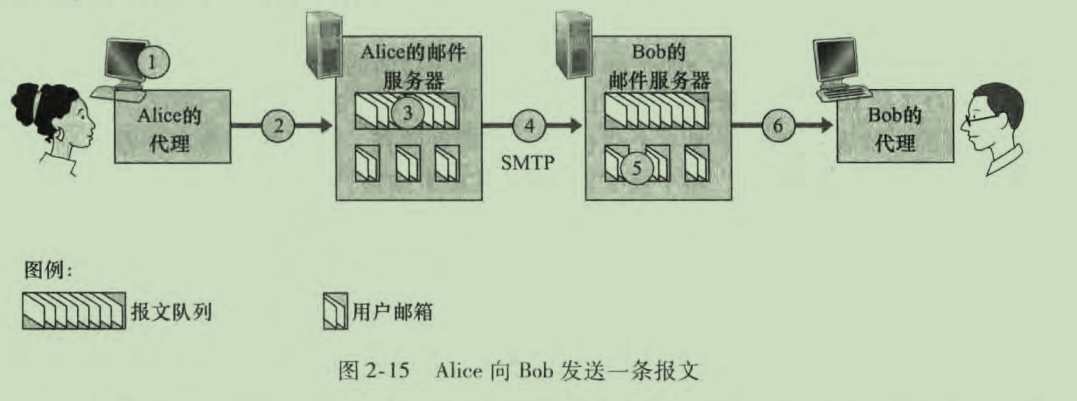 ①
Alice的
代理
②
Alice的邮件
服务器
③
④
SMTP
Bob的
邮件服务器
⑤
⑥
Bob的
代理
图例：
报文队列
用户邮箱
图 2-15 Alice 向 Bob 发送一条报文